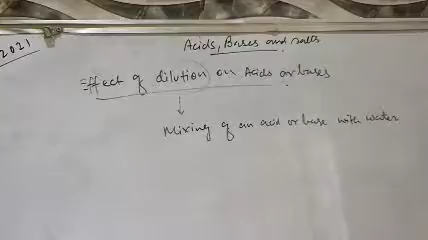 2021
Acids, Bases and salts
Effect of dilution on Acids or bases
Mixing of an acid or base with water